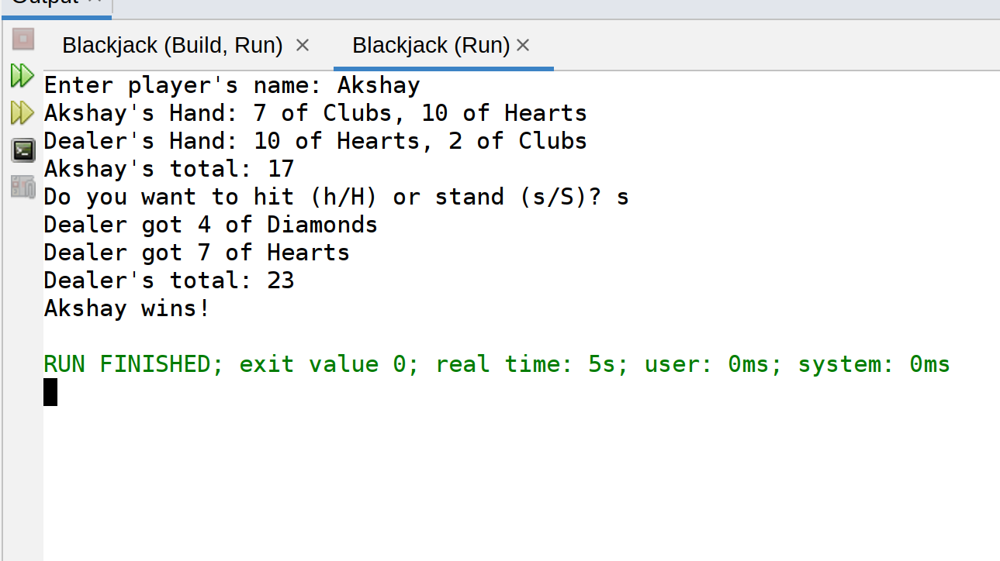 Output
Blackjack (Build, Run) Blackjack (Run)
Enter player's name: Akshay
Akshay's Hand: 7 of Clubs, 10 of Hearts
Dealer's Hand: 10 of Hearts, 2 of Clubs
Akshay's total: 17
Do you want to hit (h/H) or stand (s/S)? s
Dealer got 4 of Diamonds
Dealer got 7 of Hearts
Dealer's total: 23
Akshay wins!
RUN FINISHED; exit value 0; real time: 5s; user: 0ms; system: 0ms